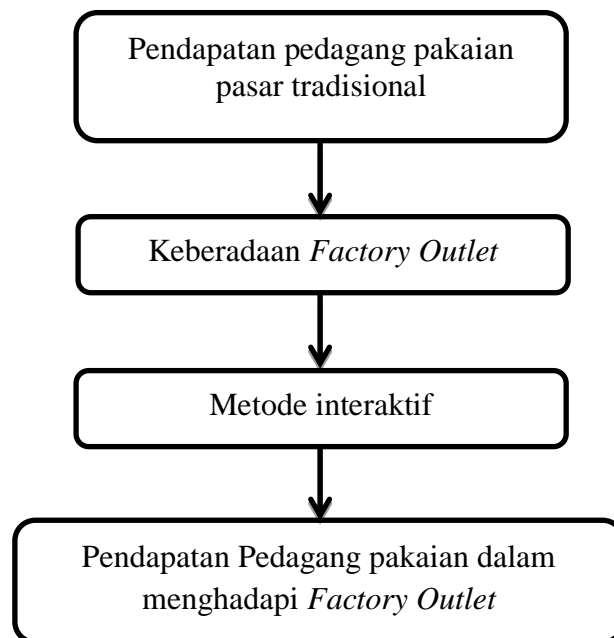 Pendapatan pedagang pakaian
pasar tradisional
Keberadaan Factory Outlet
Metode interaktif
Pendapatan Pedagang pakaian dalam
menghadapi Factory Outlet